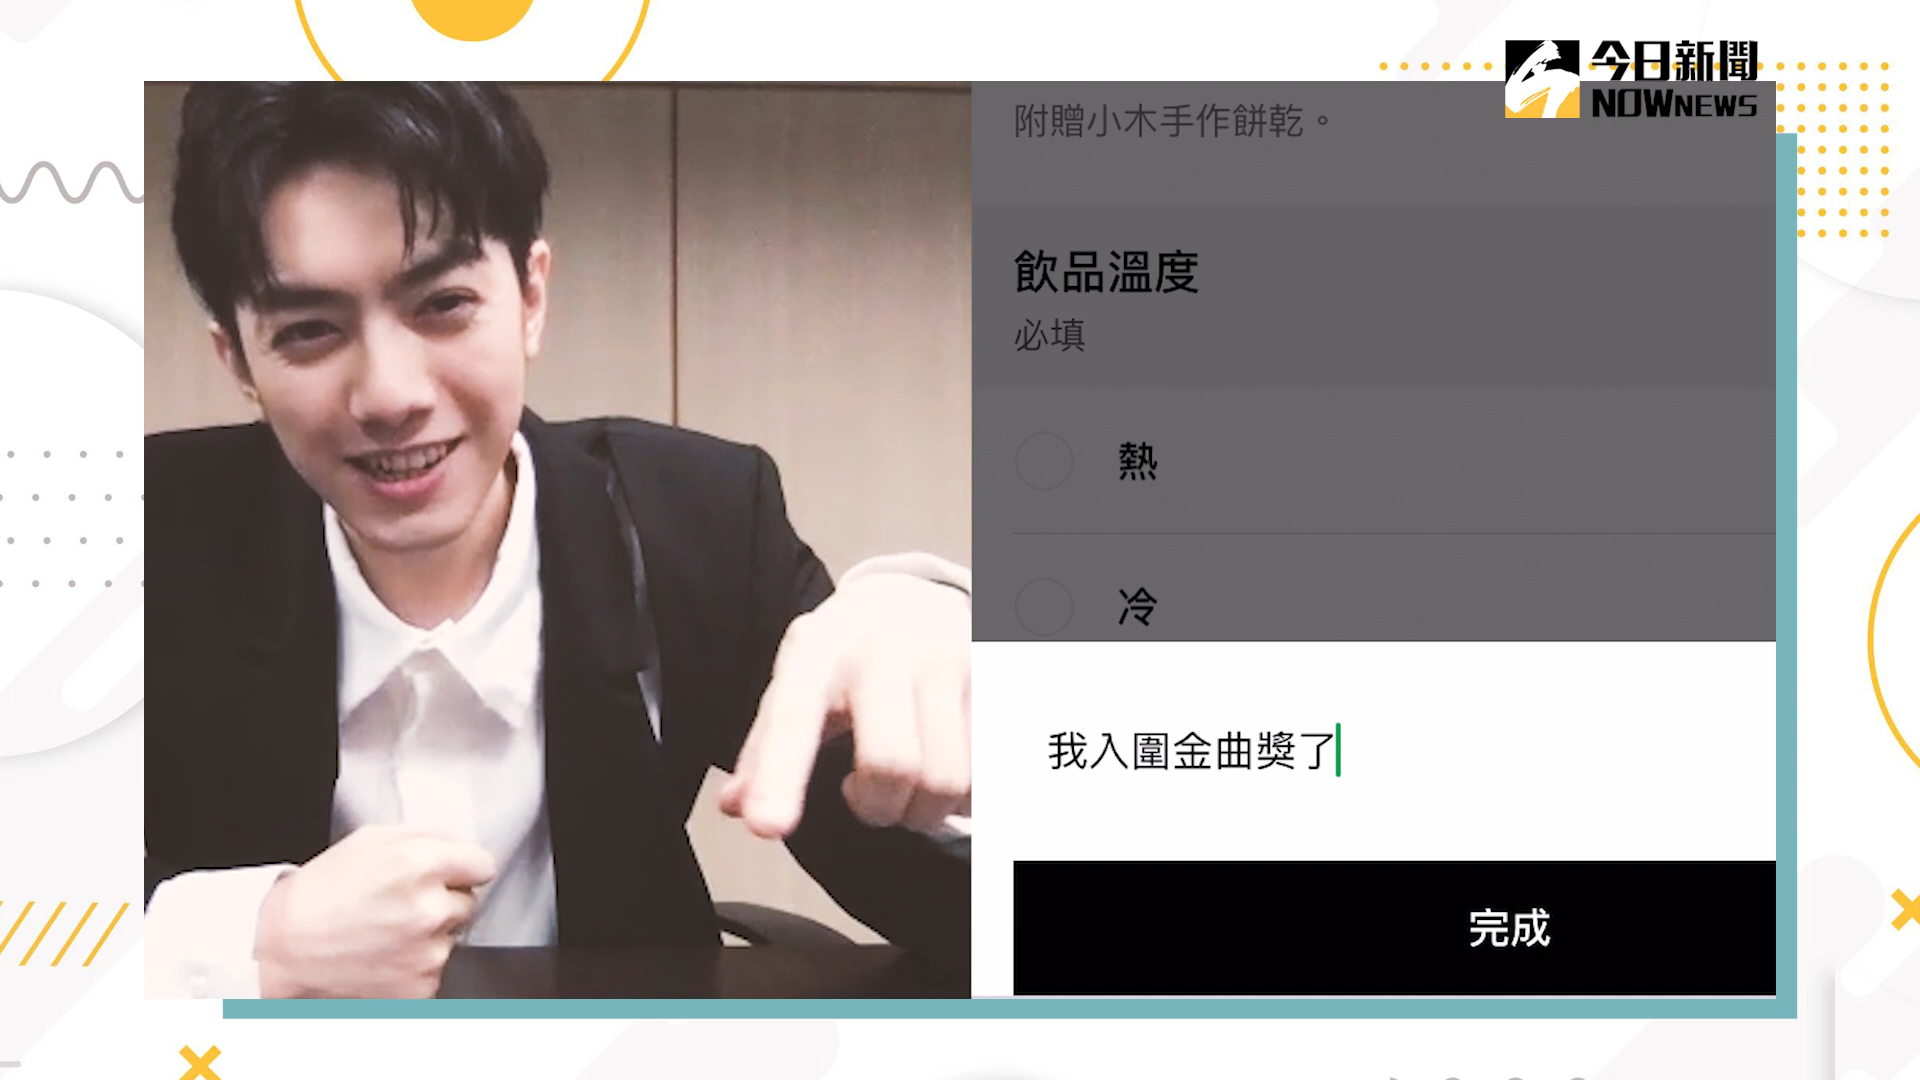 今日新聞
NOWNEWS
附贈小木手作餅乾。
飲品溫度
必填
熱
冷
我入圍金曲獎了
完成